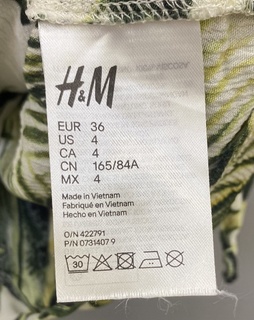 H&M
EUR 36
US 4
CA 4
CN 165/84A
MX 4
Made in Vietnam
Fabriqué en Vietnam
Hecho en Vietnam
O/N 422791
P/N 0731407 9
30